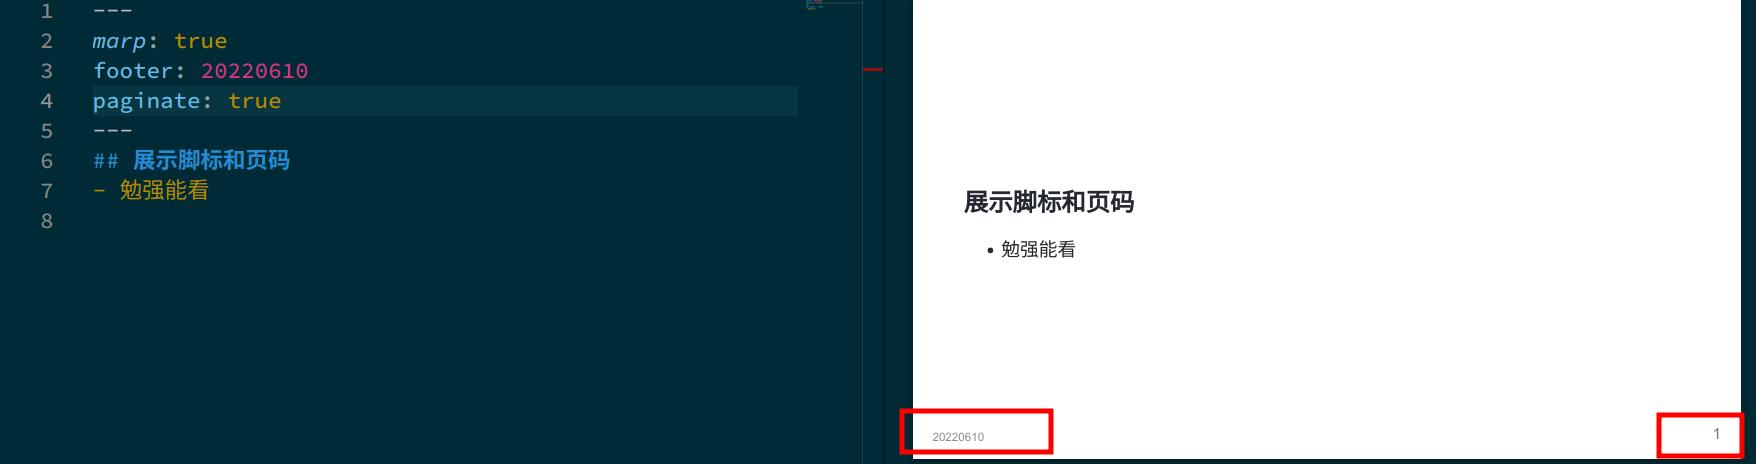 1 ---
2 marp: true
3 footer: 20220610
4 paginate: true
5 ---
6 ## 展示脚标和页码
7 - 勉强能看
8
展示脚标和页码
• 勉强能看
20220610
1